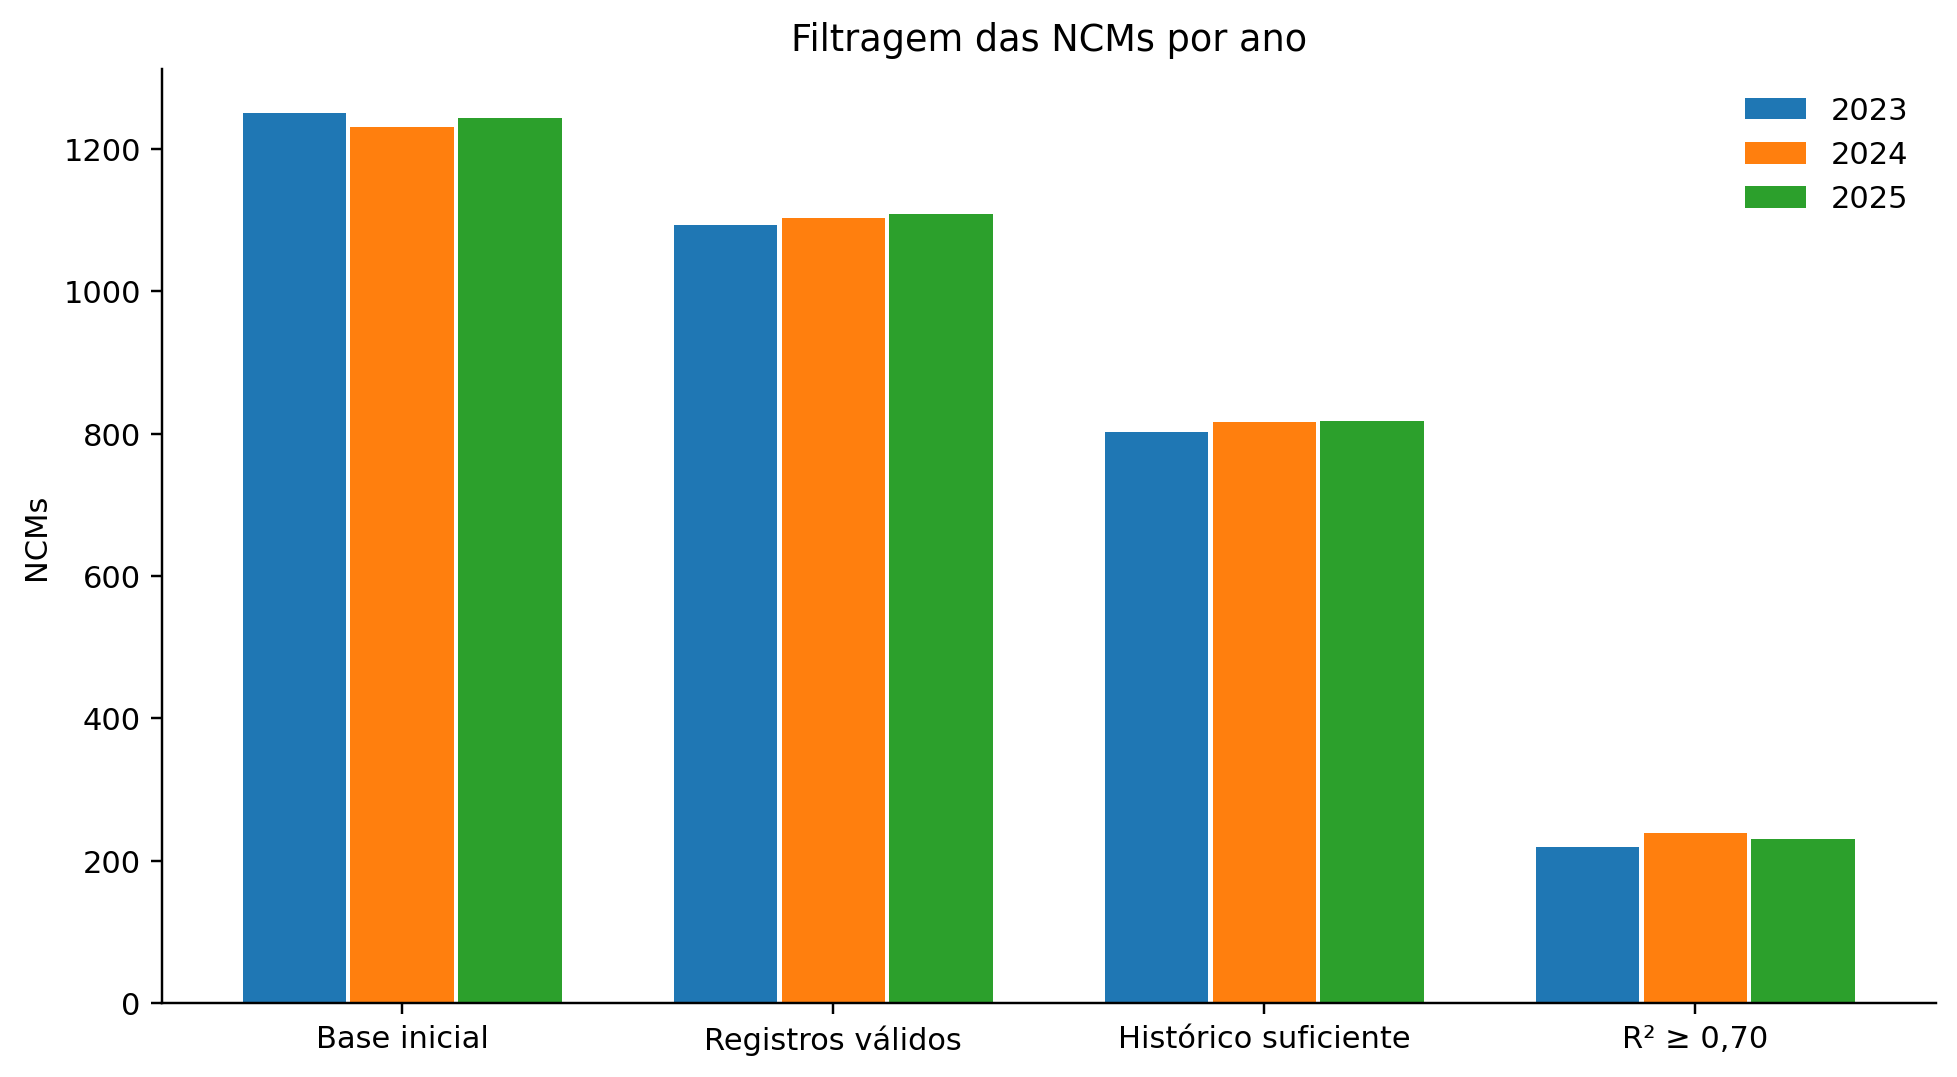 Filtragem das NCMs por ano
2023
2024
2025
NCMs
1200
1000
800
600
400
200
0
Base inicial
Registros válidos
Histórico suficiente
R² ≥ 0,70